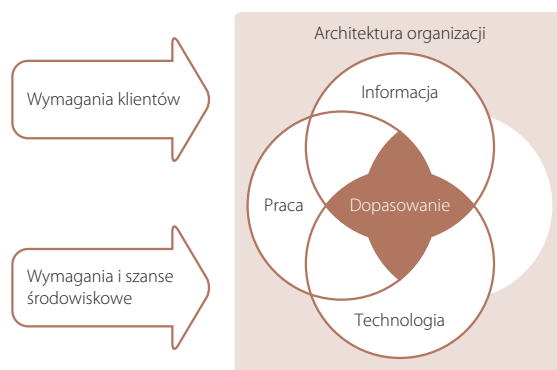 Architektura organizacji
Wymagania klientów
Informacja
Praca
Dopasowanie
Wymagania i szanse
środowiskowe
Technologia